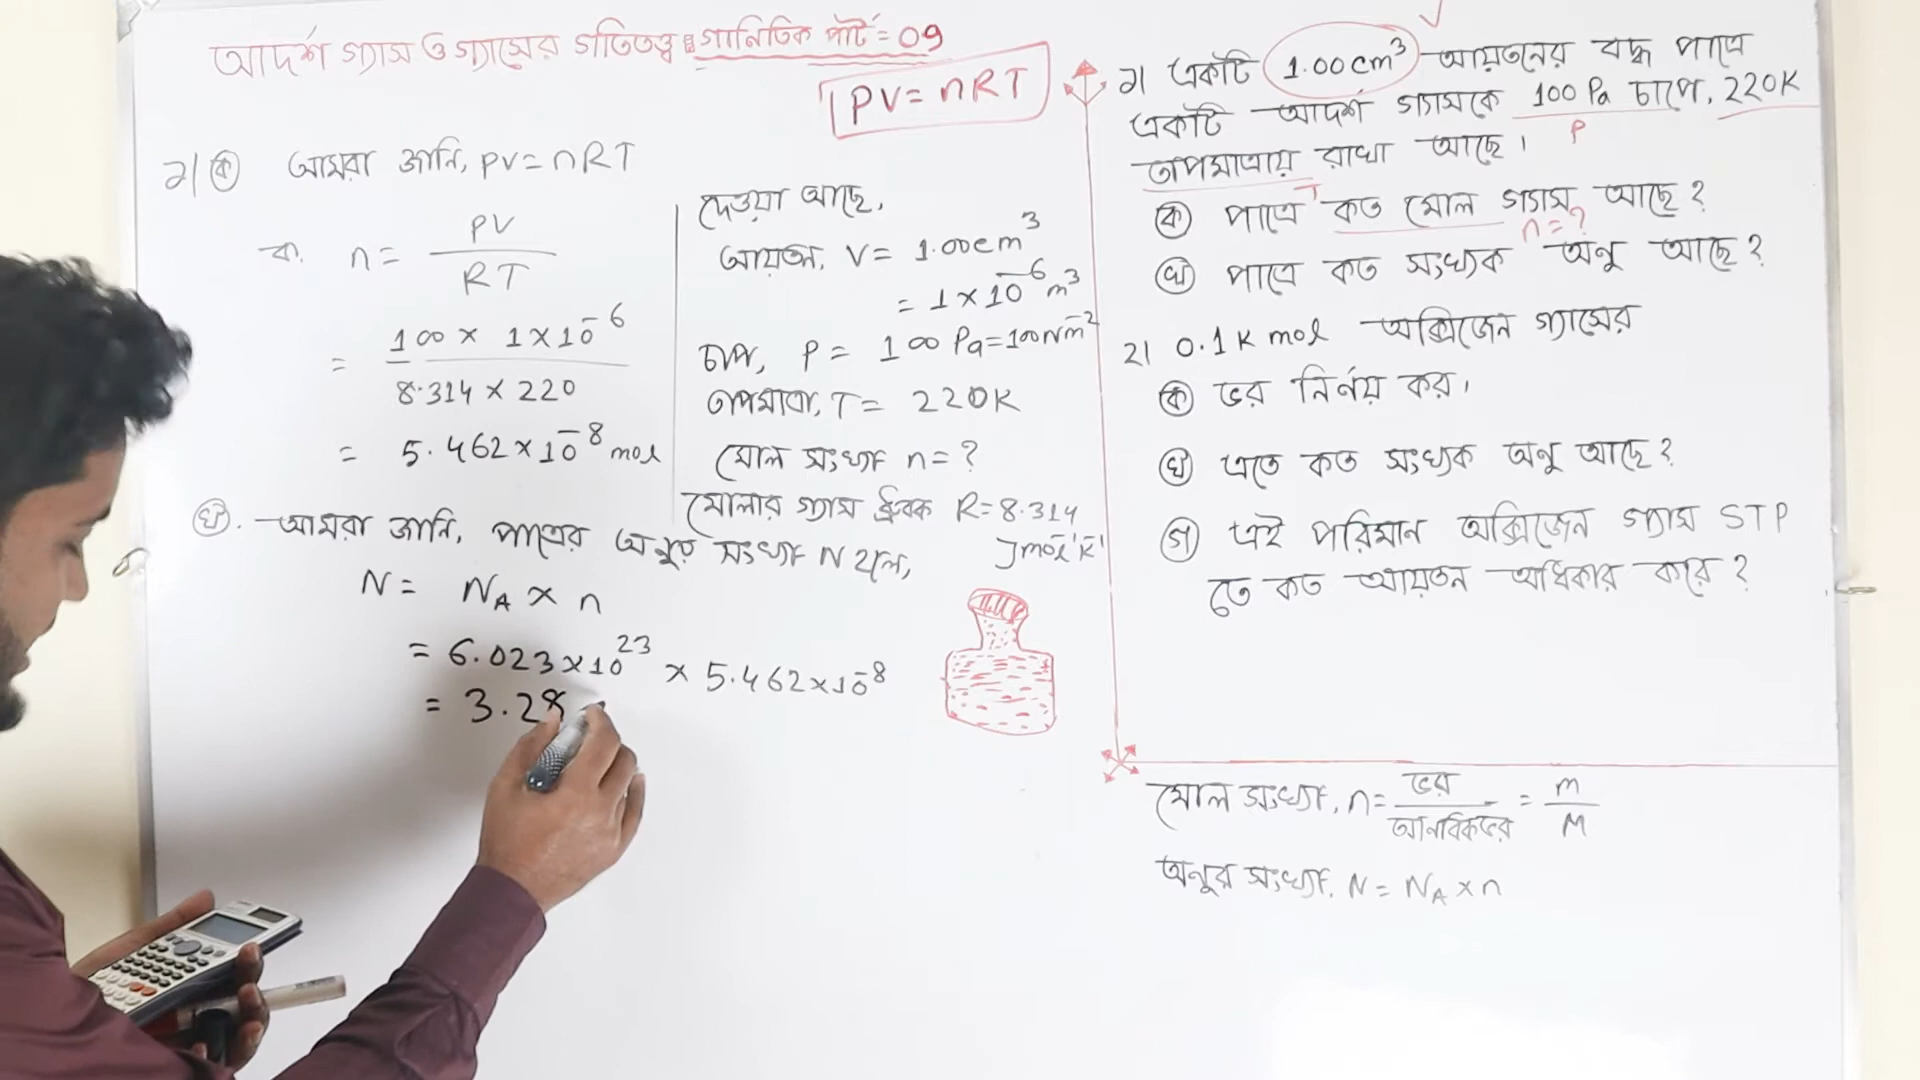 আদর্শ গ্যাস ও গ্যাসের গতিতত্ত্ব গানিতিক পার্ট = 09
PV = nRT
১। (ক) আমরা জানি, PV = nRT
বা, n = PV / RT
= 100 × 1×10⁻⁶ / 8.314 × 220
= 5.462×10⁻⁸ mol
(খ). আমরা জানি, পাত্রের অনুর সংখ্যা N হলে,
N = N_A × n
= 6.023×10²³ × 5.462×10⁻⁸
= 3.28
দেওয়া আছে,
আয়তন, V = 1.00cm³
= 1×10⁻⁶ m³
চাপ, P = 100 Pa = 100Nm⁻²
তাপমাত্রা, T = 220K
মোল সংখ্যা n = ?
মোলার গ্যাস ধ্রুবক R = 8.314
Jmol⁻¹K⁻¹
১। একটি 1.00cm³ আয়তনের বদ্ধ পাত্রে
একটি আদর্শ গ্যাসকে 100 Pa চাপে, 220K
P
তাপমাত্রায় রাখা আছে।
T
(ক) পাত্রে কত মোল গ্যাস আছে?
n = ?
(খ) পাত্রে কত সংখ্যক অনু আছে?
২। 0.1K mol অক্সিজেন গ্যাসের
(ক) ভর নির্নয় কর।
(খ) এতে কত সংখ্যক অনু আছে?
(গ) এই পরিমান অক্সিজেন গ্যাস STP
তে কত আয়তন অধিকার করে?
মোল সংখ্যা, n = ভর / আনবিকভর = m / M
অনুর সংখ্যা, N = N_A × n